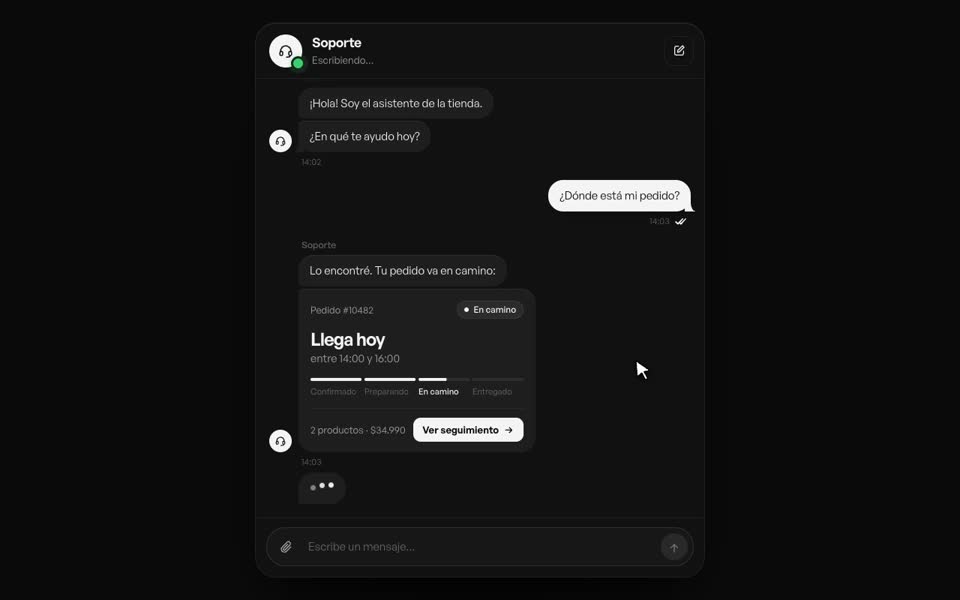 Soporte
Escribiendo...
¡Hola! Soy el asistente de la tienda.
¿En qué te ayudo hoy?
14:02
¿Dónde está mi pedido?
14:03
Soporte
Lo encontré. Tu pedido va en camino:
Pedido #10482
En camino
Llega hoy
entre 14:00 y 16:00
Confirmado Preparando En camino Entregado
2 productos · $34.990
Ver seguimiento →
14:03
Escribe un mensaje...